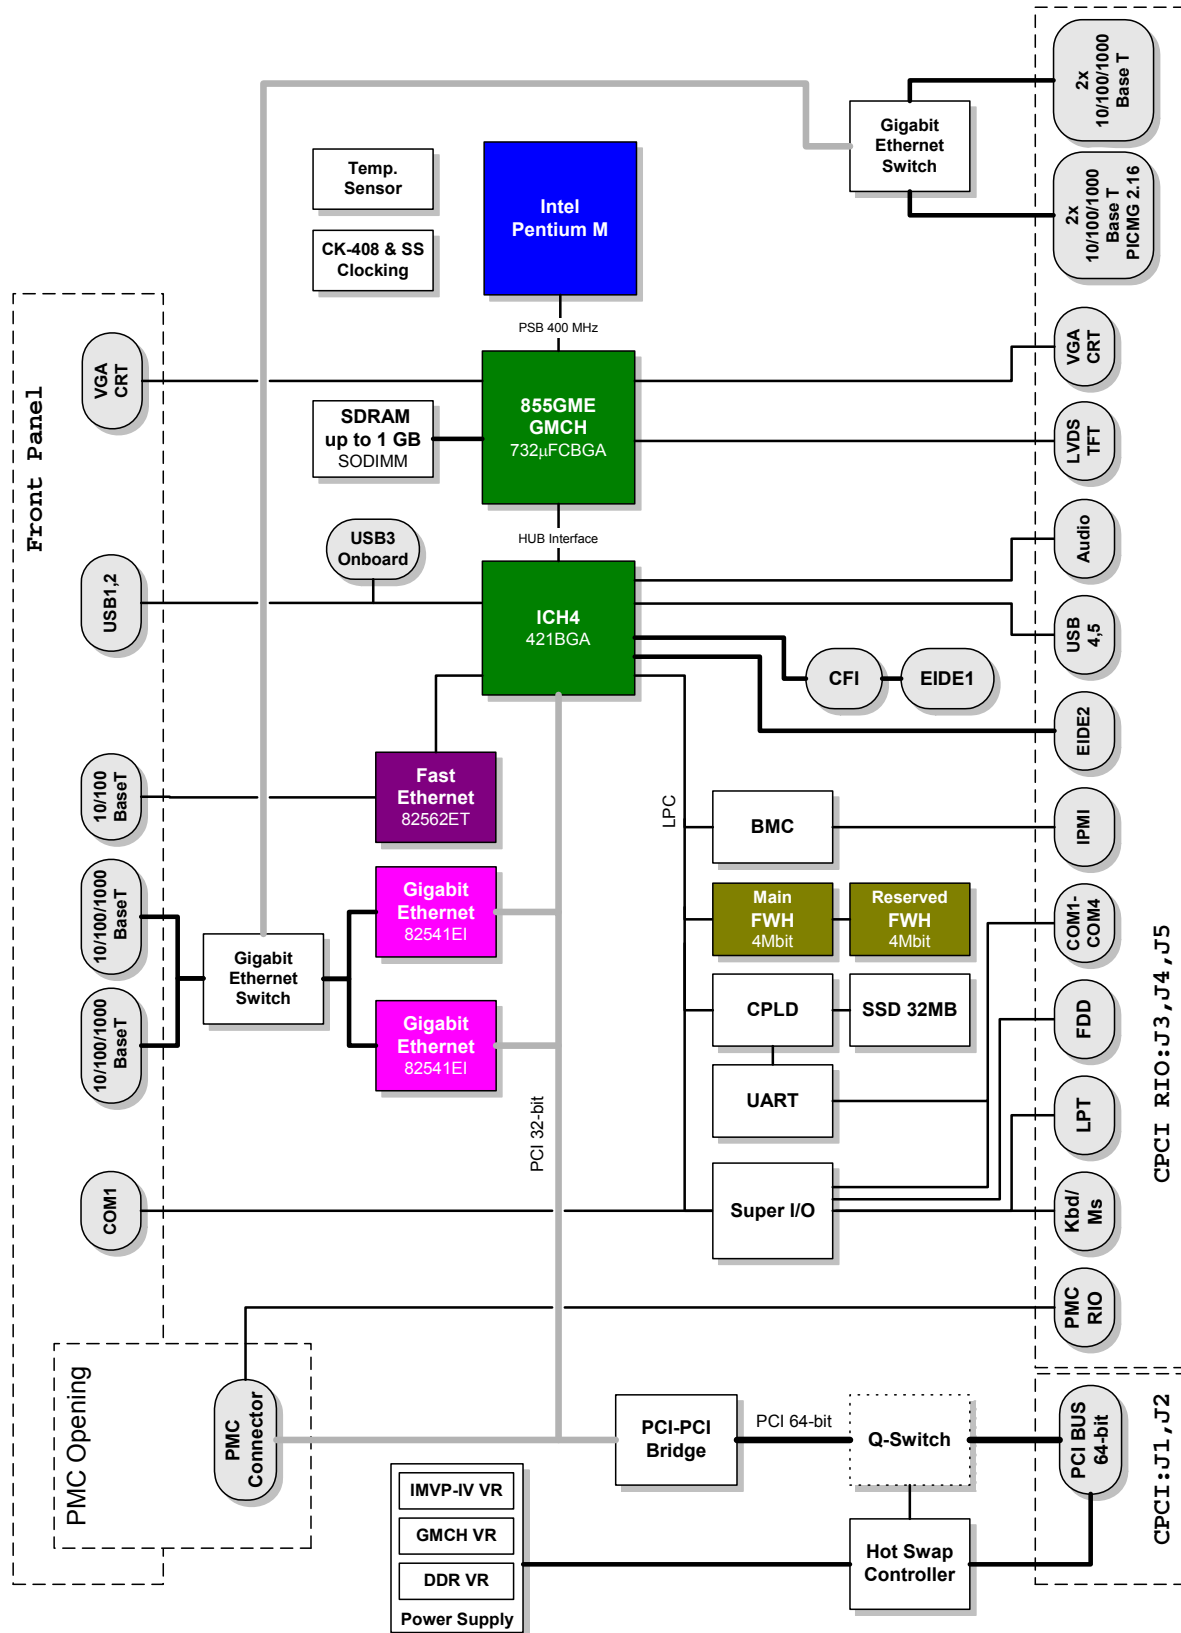 2x
10/100/1000
Base T
Gigabit
Ethernet
Switch
2x
10/100/1000
Base T
PICMG 2.16
Temp.
Sensor
Intel
Pentium M
CK-408 & SS
Clocking
PSB 400 MHz
Front Panel
VGA
CRT
855GME
GMCH
732µFCBGA
VGA
CRT
SDRAM
up to 1 GB
SODIMM
LVDS
TFT
HUB Interface
USB3
Onboard
Audio
USB1,2
ICH4
421BGA
USB
4,5
CFI
EIDE1
EIDE2
10/100
BaseT
Fast
Ethernet
82562ET
LPC
BMC
IPMI
10/100/1000
BaseT
Gigabit
Ethernet
82541EI
Main
FWH
4Mbit
Reserved
FWH
4Mbit
COM1-
COM4
Gigabit
Ethernet
Switch
10/100/1000
BaseT
Gigabit
Ethernet
82541EI
CPLD
SSD 32MB
FDD
UART
LPT
PCI 32-bit
CPCI RIO:J3,J4,J5
COM1
Super I/O
Kbd/
Ms
PMC
RIO
PMC Opening
PMC
Connector
PCI-PCI
Bridge
PCI 64-bit
Q-Switch
PCI BUS
64-bit
CPCI:J1,J2
IMVP-IV VR
GMCH VR
DDR VR
Power Supply
Hot Swap
Controller